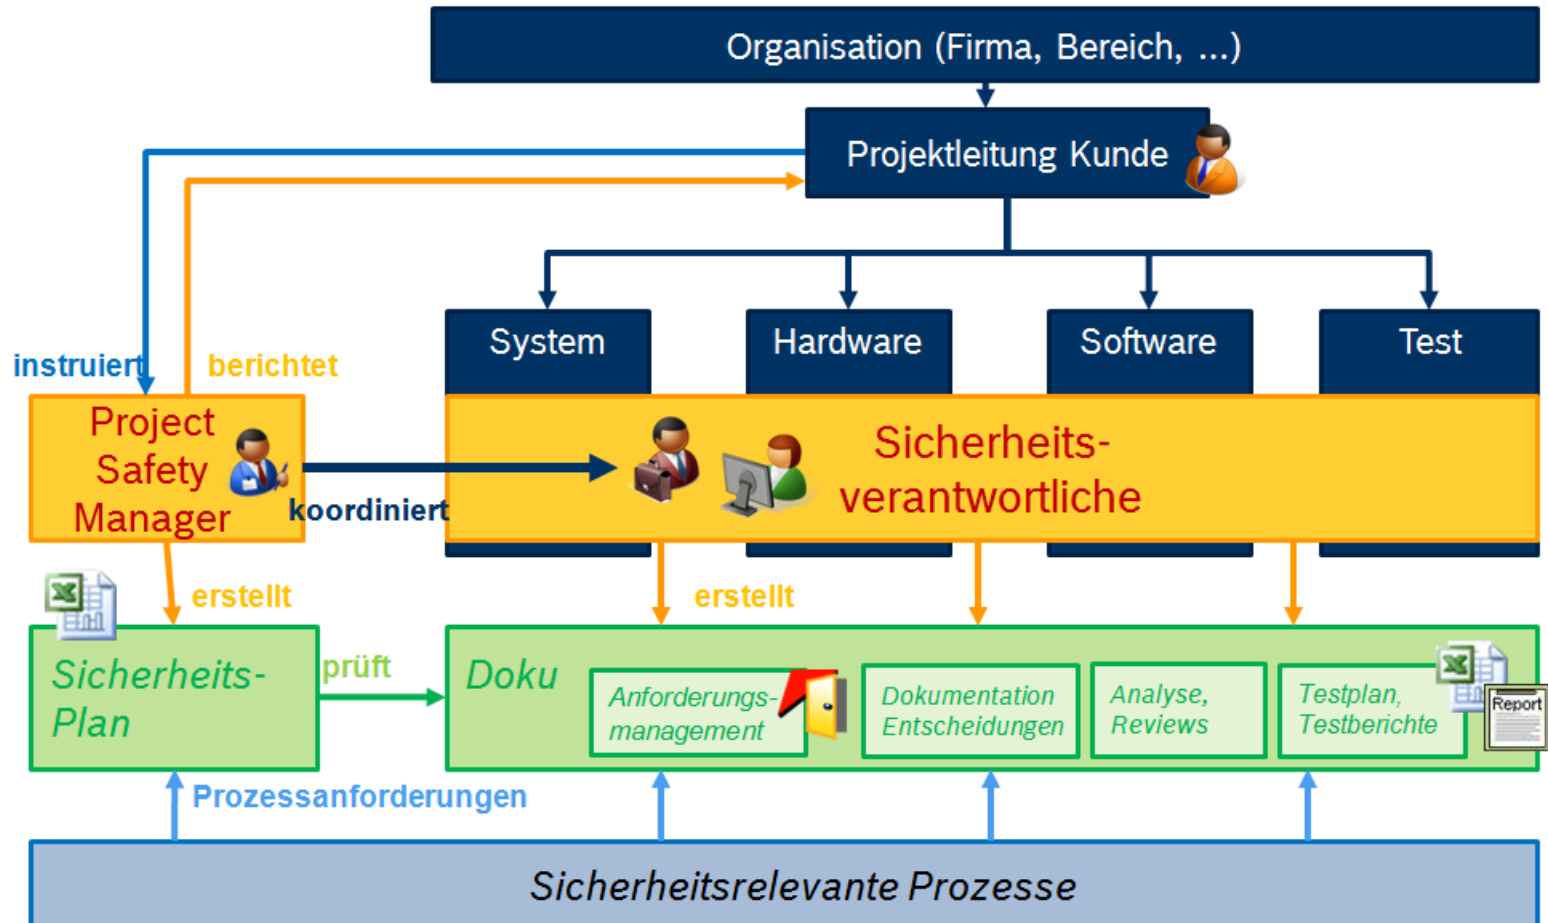 Organisation (Firma, Bereich, ...)
Projektleitung Kunde
System
Hardware
Software
Test
instruiert
berichtet
Project
Safety
Manager
koordiniert
Sicherheits-
verantwortliche
erstellt
erstellt
Sicherheits-
Plan
prüft
Doku
Anforderungs-
management
Dokumentation
Entscheidungen
Analyse,
Reviews
Testplan,
Testberichte
Report
Prozessanforderungen
Sicherheitsrelevante Prozesse